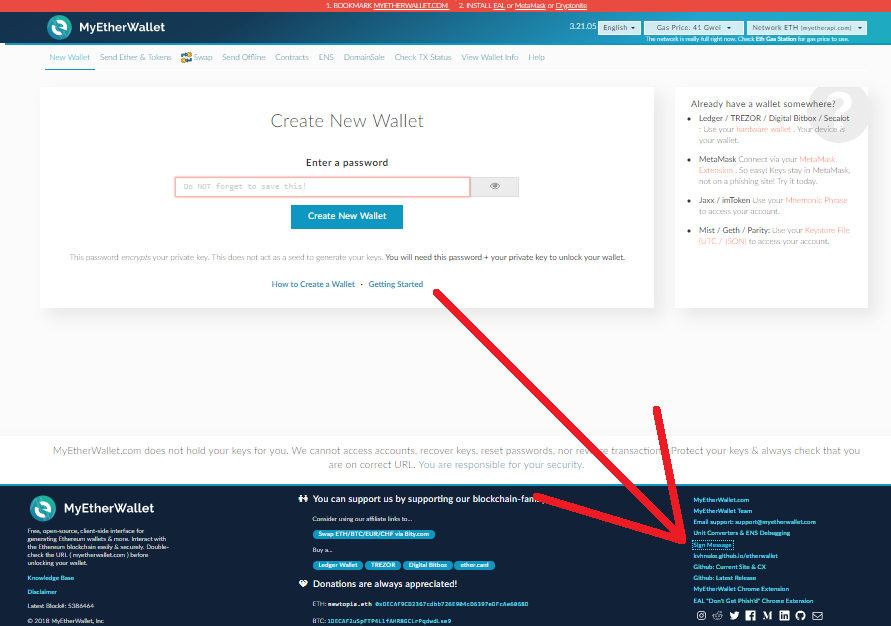 1. BOOKMARK MYETHERWALLET.COM 2. INSTALL EAL or MetaMask or Cryptonite
MyEtherWallet
3.21.05 English Gas Price: 41 Gwei Network ETH (myetherapi.com)
The network is really full right now. Check Eth Gas Station for gas price to use.
New Wallet Send Ether & Tokens Swap Send Offline Contracts ENS DomainSale Check TX Status View Wallet Info Help
Create New Wallet
Enter a password
Do NOT forget to save this!
Create New Wallet
This password encrypts your private key. This does not act as a seed to generate your keys. You will need this password + your private key to unlock your wallet.
How to Create a Wallet · Getting Started
Already have a wallet somewhere?
Ledger / TREZOR / Digital Bitbox / Secalot
: Use your hardware wallet . Your device is
your wallet.
MetaMask Connect via your MetaMask
Extension . So easy! Keys stay in MetaMask,
not on a phishing site! Try it today.
Jaxx / imToken Use your Mnemonic Phrase
to access your account.
Mist / Geth / Parity: Use your Keystore File
(UTC / JSON) to access your account.
MyEtherWallet.com does not hold your keys for you. We cannot access accounts, recover keys, reset passwords, nor reverse transactions. Protect your keys & always check that you
are on correct URL. You are responsible for your security.
MyEtherWallet
Free, open-source, client-side interface for
generating Ethereum wallets & more. Interact with
the Ethereum blockchain easily & securely. Double-
check the URL ( myetherwallet.com ) before
unlocking your wallet.
Knowledge Base
Disclaimer
Latest Block#: 5386464
© 2018 MyEtherWallet, Inc
You can support us by supporting our blockchain-family.
Consider using our affiliate links to...
Swap ETH/BTC/EUR/CHF via Bity.com
Buy a...
Ledger Wallet TREZOR Digital Bitbox ether.card
Donations are always appreciated!
ETH: mewtopia.eth
BTC:
MyEtherWallet.com
MyEtherWallet Team
Email support: support@myetherwallet.com
Unit Converters & ENS Debugging
Sign Message
kvhnuke.github.io/etherwallet
Github: Current Site & CX
Github: Latest Release
MyEtherWallet Chrome Extension
EAL "Don't Get Phish'd" Chrome Extension